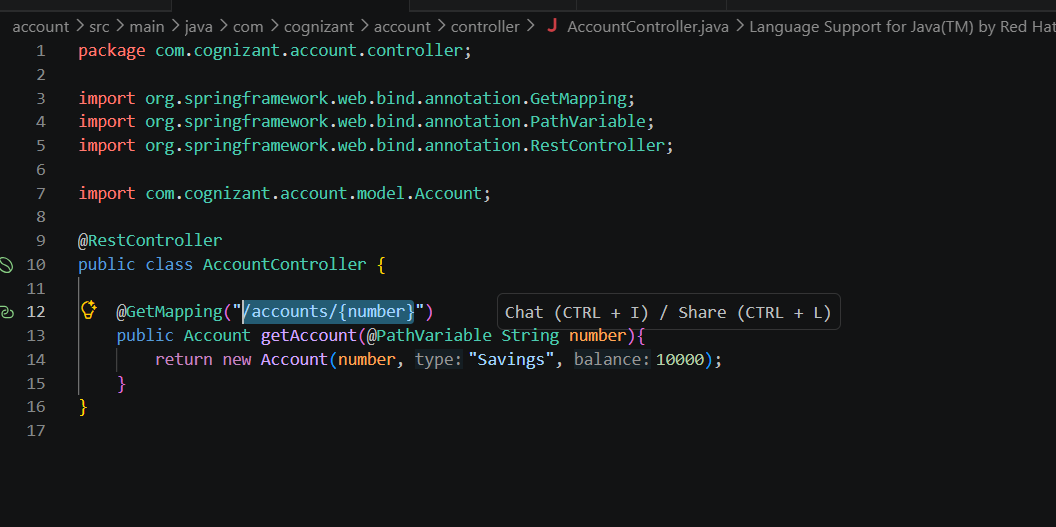 account > src > main > java > com > cognizant > account > controller > J AccountController.java > Language Support for Java(TM) by Red Hat
1 package com.cognizant.account.controller;
2
3 import org.springframework.web.bind.annotation.GetMapping;
4 import org.springframework.web.bind.annotation.PathVariable;
5 import org.springframework.web.bind.annotation.RestController;
6
7 import com.cognizant.account.model.Account;
8
9 @RestController
10 public class AccountController {
11
12 @GetMapping("/accounts/{number}") Chat (CTRL + I) / Share (CTRL + L)
13 public Account getAccount(@PathVariable String number){
14 return new Account(number, type: "Savings", balance: 10000);
15 }
16 }
17